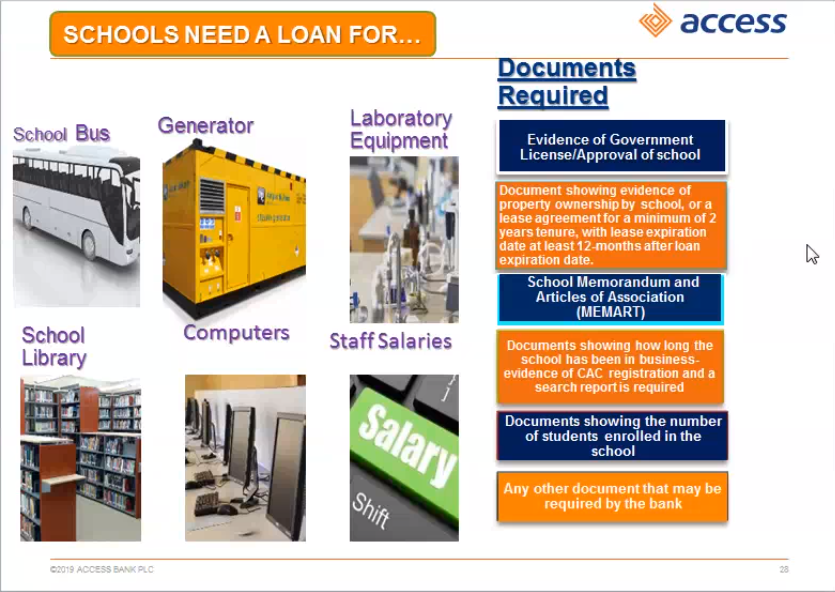 SCHOOLS NEED A LOAN FOR…
access
Documents
Required
School Bus
Generator
Laboratory
Equipment
Evidence of Government
License/Approval of school
Document showing evidence of
property ownership by school, or a
lease agreement for a minimum of 2
years tenure, with lease expiration
date at least 12-months after loan
expiration date.
School Memorandum and
Articles of Association
(MEMART)
School
Library
Computers
Staff Salaries
Documents showing how long the
school has been in business-
evidence of CAC registration and a
search report is required
Salary
Shift
Documents showing the number
of students enrolled in the
school
Any other document that may be
required by the bank
©2019 ACCESS BANK PLC
28